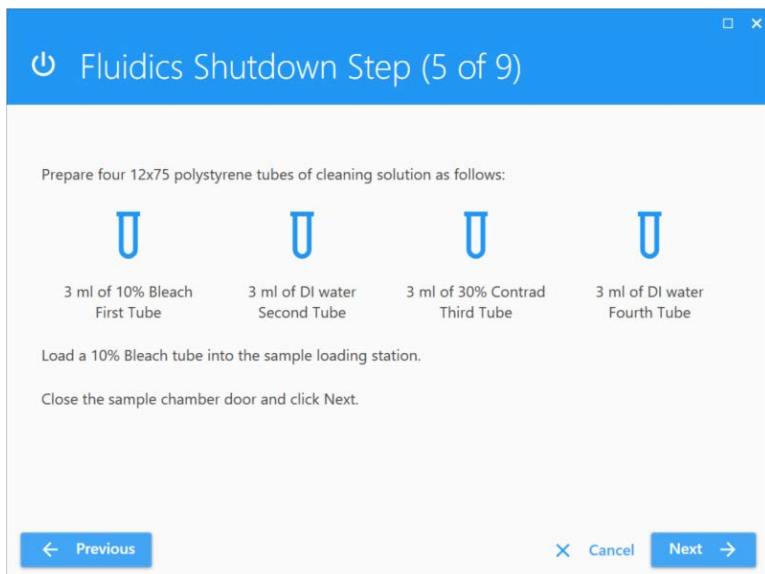 Fluidics Shutdown Step (5 of 9)
Prepare four 12x75 polystyrene tubes of cleaning solution as follows:
3 ml of 10% Bleach
First Tube
3 ml of DI water
Second Tube
3 ml of 30% Contrad
Third Tube
3 ml of DI water
Fourth Tube
Load a 10% Bleach tube into the sample loading station.
Close the sample chamber door and click Next.
Previous
Cancel
Next